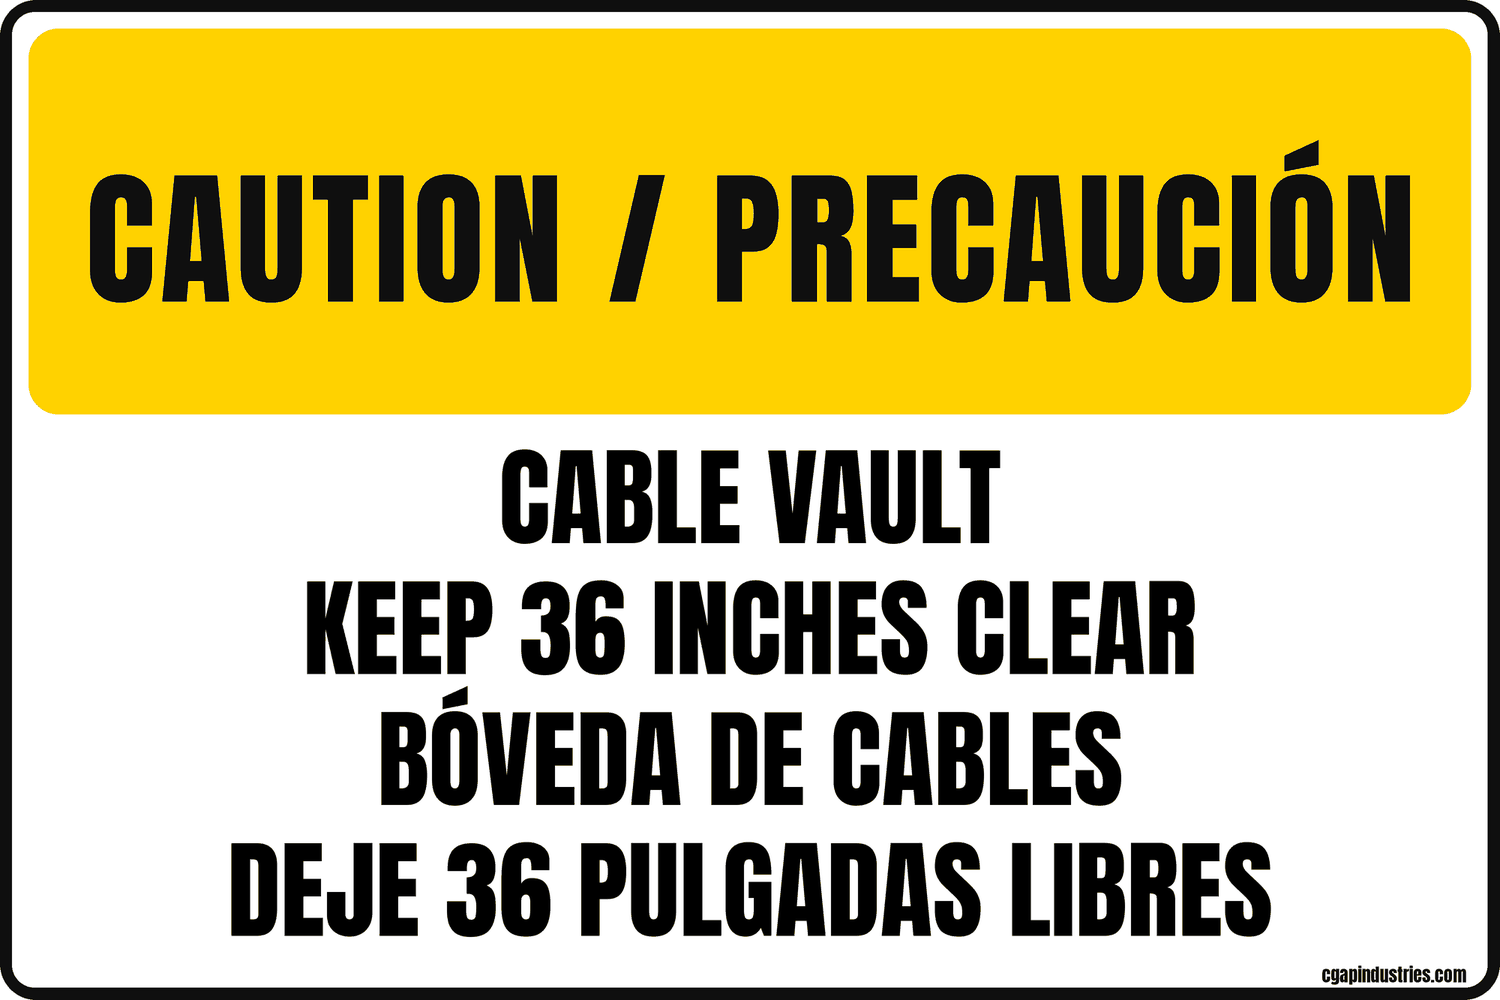 CAUTION / PRECAUCIÓN
CABLE VAULT
KEEP 36 INCHES CLEAR
BÓVEDA DE CABLES
DEJE 36 PULGADAS LIBRES
cgapindustries.com